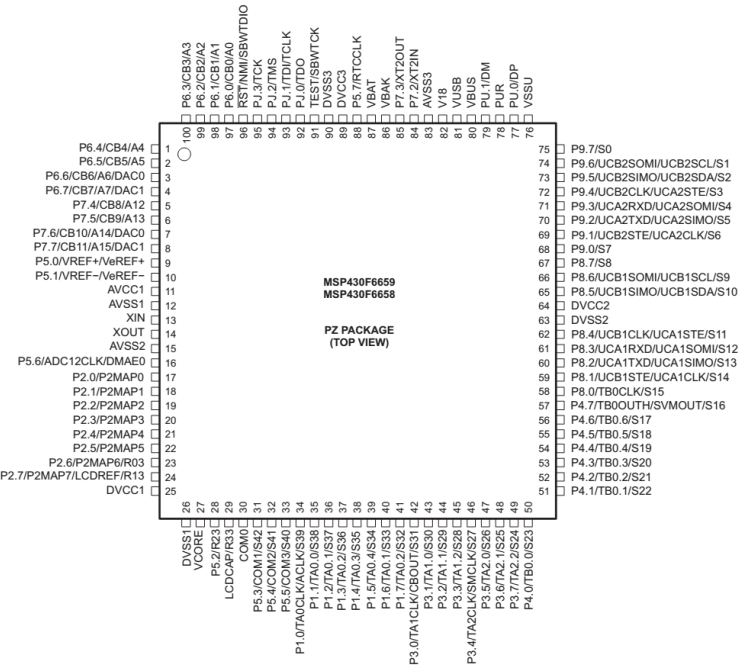 P6.3/CB3/A3
P6.2/CB2/A2
P6.1/CB1/A1
P6.0/CB0/A0
RST/NMI/SBWTDIO
PJ.3/TCK
PJ.2/TMS
PJ.1/TDI/TCLK
PJ.0/TDO
TEST/SBWTCK
DVSS3
DVCC3
P5.7/RTCCLK
VBAT
VBAK
P7.3/XT2OUT
P7.2/XT2IN
AVSS3
V18
VUSB
VBUS
PU.1/DM
PUR
PU.0/DP
VSSU
100 99 98 97 96 95 94 93 92 91 90 89 88 87 86 85 84 83 82 81 80 79 78 77 76
P6.4/CB4/A4 1
P6.5/CB5/A5 2
P6.6/CB6/A6/DAC0 3
P6.7/CB7/A7/DAC1 4
P7.4/CB8/A12 5
P7.5/CB9/A13 6
P7.6/CB10/A14/DAC0 7
P7.7/CB11/A15/DAC1 8
P5.0/VREF+/VeREF+ 9
P5.1/VREF−/VeREF− 10
AVCC1 11
AVSS1 12
XIN 13
XOUT 14
AVSS2 15
P5.6/ADC12CLK/DMAE0 16
P2.0/P2MAP0 17
P2.1/P2MAP1 18
P2.2/P2MAP2 19
P2.3/P2MAP3 20
P2.4/P2MAP4 21
P2.5/P2MAP5 22
P2.6/P2MAP6/R03 23
P2.7/P2MAP7/LCDREF/R13 24
DVCC1 25
MSP430F6659
MSP430F6658
PZ PACKAGE
(TOP VIEW)
75 P9.7/S0
74 P9.6/UCB2SOMI/UCB2SCL/S1
73 P9.5/UCB2SIMO/UCB2SDA/S2
72 P9.4/UCB2CLK/UCA2STE/S3
71 P9.3/UCA2RXD/UCA2SOMI/S4
70 P9.2/UCA2TXD/UCA2SIMO/S5
69 P9.1/UCB2STE/UCA2CLK/S6
68 P9.0/S7
67 P8.7/S8
66 P8.6/UCB1SOMI/UCB1SCL/S9
65 P8.5/UCB1SIMO/UCB1SDA/S10
64 DVCC2
63 DVSS2
62 P8.4/UCB1CLK/UCA1STE/S11
61 P8.3/UCA1RXD/UCA1SOMI/S12
60 P8.2/UCA1TXD/UCA1SIMO/S13
59 P8.1/UCB1STE/UCA1CLK/S14
58 P8.0/TB0CLK/S15
57 P4.7/TB0OUTH/SVMOUT/S16
56 P4.6/TB0.6/S17
55 P4.5/TB0.5/S18
54 P4.4/TB0.4/S19
53 P4.3/TB0.3/S20
52 P4.2/TB0.2/S21
51 P4.1/TB0.1/S22
26 27 28 29 30 31 32 33 34 35 36 37 38 39 40 41 42 43 44 45 46 47 48 49 50
DVSS1
VCORE
P5.2/R23
LCDCAP/R33
COM0
P5.3/COM1/S42
P5.4/COM2/S41
P5.5/COM3/S40
P1.0/TA0CLK/ACLK/S39
P1.1/TA0.0/S38
P1.2/TA0.1/S37
P1.3/TA0.2/S36
P1.4/TA0.3/S35
P1.5/TA0.4/S34
P1.6/TA0.1/S33
P1.7/TA0.2/S32
P3.0/TA1CLK/CBOUT/S31
P3.1/TA1.0/S30
P3.2/TA1.1/S29
P3.3/TA1.2/S28
P3.4/TA2CLK/SMCLK/S27
P3.5/TA2.0/S26
P3.6/TA2.1/S25
P3.7/TA2.2/S24
P4.0/TB0.0/S23